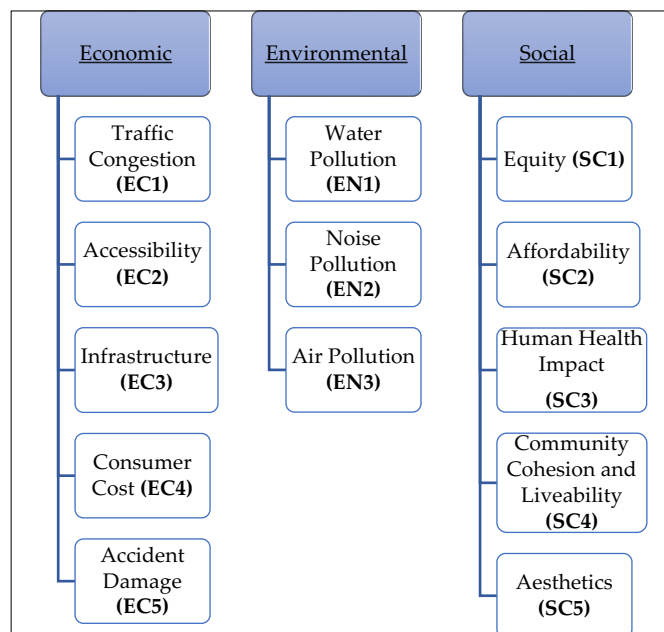 Economic
Traffic
Congestion
(EC1)
Accessibility
(EC2)
Infrastructure
(EC3)
Consumer
Cost (EC4)
Accident
Damage
(EC5)
Environmental
Water
Pollution
(EN1)
Noise
Pollution
(EN2)
Air Pollution
(EN3)
Social
Equity (SC1)
Affordability
(SC2)
Human Health
Impact
(SC3)
Community
Cohesion and
Liveability
(SC4)
Aesthetics
(SC5)